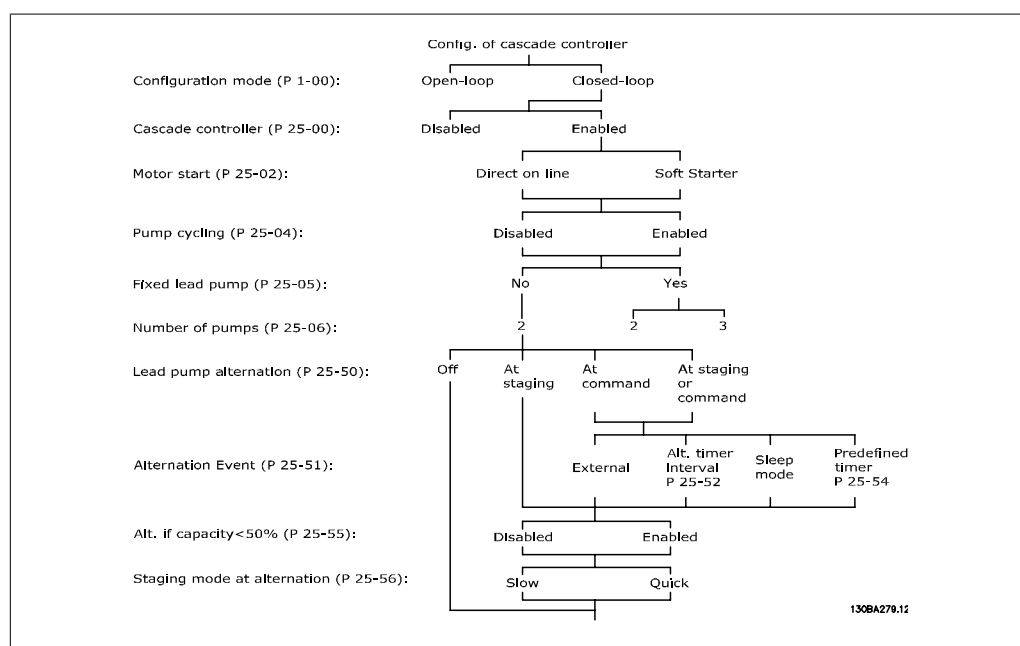 Config. of cascade controller
Configuration mode (P 1-00): Open-loop Closed-loop
Cascade controller (P 25-00): Disabled Enabled
Motor start (P 25-02): Direct on line Soft Starter
Pump cycling (P 25-04): Disabled Enabled
Fixed lead pump (P 25-05): No Yes
Number of pumps (P 25-06): 2 2 3
Lead pump alternation (P 25-50): Off At staging At command At staging or command
Alternation Event (P 25-51): External Alt. timer Interval P 25-52 Sleep mode Predefined timer P 25-54
Alt. if capacity<50% (P 25-55): Disabled Enabled
Staging mode at alternation (P 25-56): Slow Quick
130BA279.12